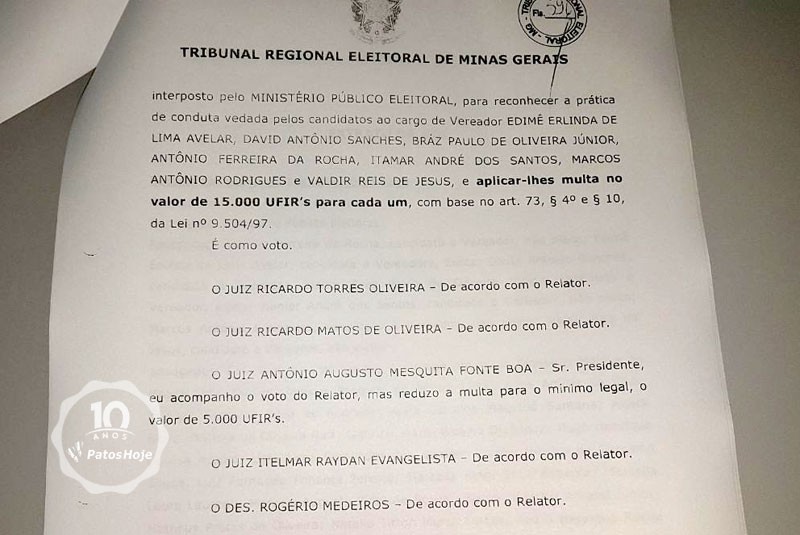 TRIBUNAL REGIONAL ELEITORAL - MG
Fls.
TRIBUNAL REGIONAL ELEITORAL DE MINAS GERAIS
interposto pelo MINISTÉRIO PÚBLICO ELEITORAL, para reconhecer a prática
de conduta vedada pelos candidatos ao cargo de Vereador EDIMÊ ERLINDA DE
LIMA AVELAR, DAVID ANTÔNIO SANCHES, BRÁZ PAULO DE OLIVEIRA JÚNIOR,
ANTÔNIO FERREIRA DA ROCHA, ITAMAR ANDRÉ DOS SANTOS, MARCOS
ANTÔNIO RODRIGUES e VALDIR REIS DE JESUS, e aplicar-lhes multa no
valor de 15.000 UFIR's para cada um, com base no art. 73, § 4º e § 10,
da Lei nº 9.504/97.
É como voto.
O JUIZ RICARDO TORRES OLIVEIRA – De acordo com o Relator.
O JUIZ RICARDO MATOS DE OLIVEIRA – De acordo com o Relator.
O JUIZ ANTÔNIO AUGUSTO MESQUITA FONTE BOA – Sr. Presidente,
eu acompanho o voto do Relator, mas reduzo a multa para o mínimo legal, o
valor de 5.000 UFIR's.
10
ANOS
PatosHoje
O JUIZ ITELMAR RAYDAN EVANGELISTA – De acordo com o Relator.
O DES. ROGÉRIO MEDEIROS – De acordo com o Relator.